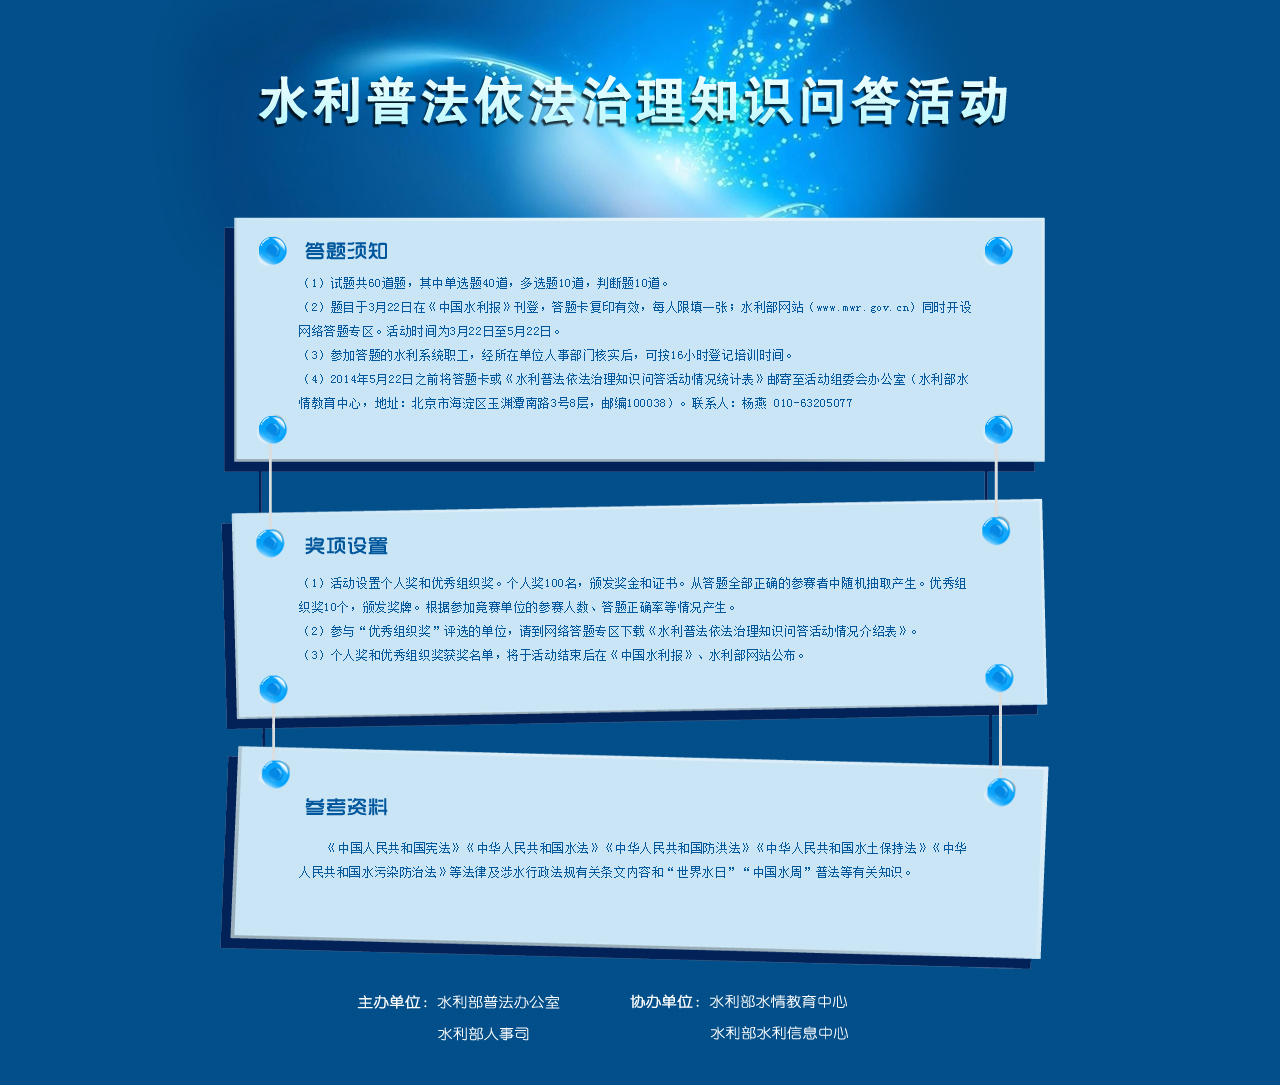 水利普法依法治理知识问答活动
答题须知
（1）试题共60道题，其中单选题40道，多选题10道，判断题10道。
（2）题目于3月22日在《中国水利报》刊登，答题卡复印有效，每人限填一张；水利部网站（www.mwr.gov.cn）同时开设
网络答题专区。活动时间为3月22日至5月22日。
（3）参加答题的水利系统职工，经所在单位人事部门核实后，可按16小时登记培训时间。
（4）2014年5月22日之前将答题卡或《水利普法依法治理知识问答活动情况统计表》邮寄至活动组委会办公室（水利部水
情教育中心，地址：北京市海淀区玉渊潭南路3号8层，邮编100038）。联系人：杨燕 010-63205077
奖项设置
（1）活动设置个人奖和优秀组织奖。个人奖100名，颁发奖金和证书。从答题全部正确的参赛者中随机抽取产生。优秀组
织奖10个，颁发奖牌。根据参加竟赛单位的参赛人数、答题正确率等情况产生。
（2）参与“优秀组织奖”评选的单位，请到网络答题专区下载《水利普法依法治理知识问答活动情况介绍表》。
（3）个人奖和优秀组织奖获奖名单，将于活动结束后在《中国水利报》、水利部网站公布。
参考资料
《中国人民共和国宪法》《中华人民共和国水法》《中华人民共和国防洪法》《中华人民共和国水土保持法》《中华
人民共和国水污染防治法》等法律及涉水行政法规有关条文内容和“世界水日”“中国水周”普法等有关知识。
主办单位：水利部普法办公室 协办单位：水利部水情教育中心
水利部人事司 水利部水利信息中心